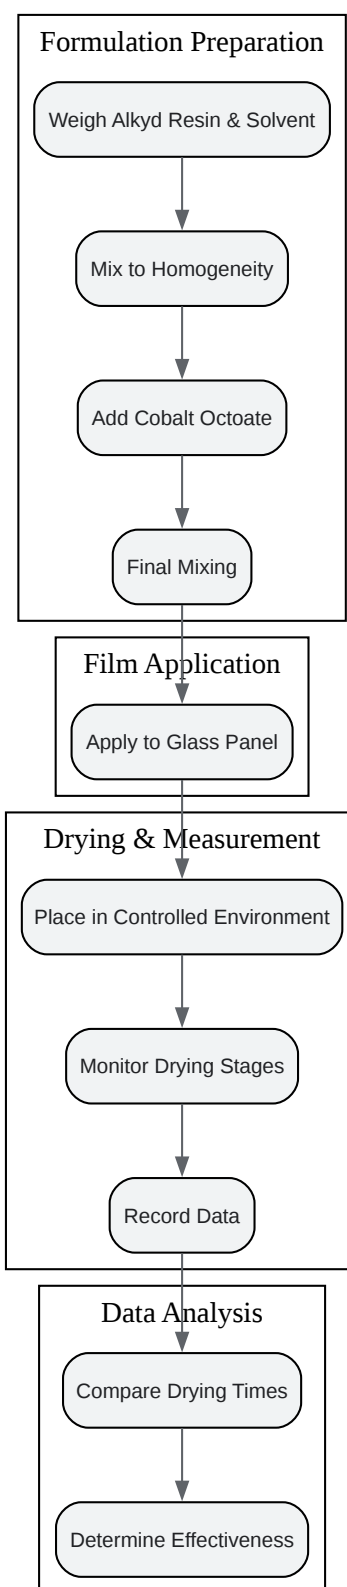 Formulation Preparation
Weigh Alkyd Resin & Solvent
Mix to Homogeneity
Add Cobalt Octoate
Final Mixing
Film Application
Apply to Glass Panel
Drying & Measurement
Place in Controlled Environment
Monitor Drying Stages
Record Data
Data Analysis
Compare Drying Times
Determine Effectiveness